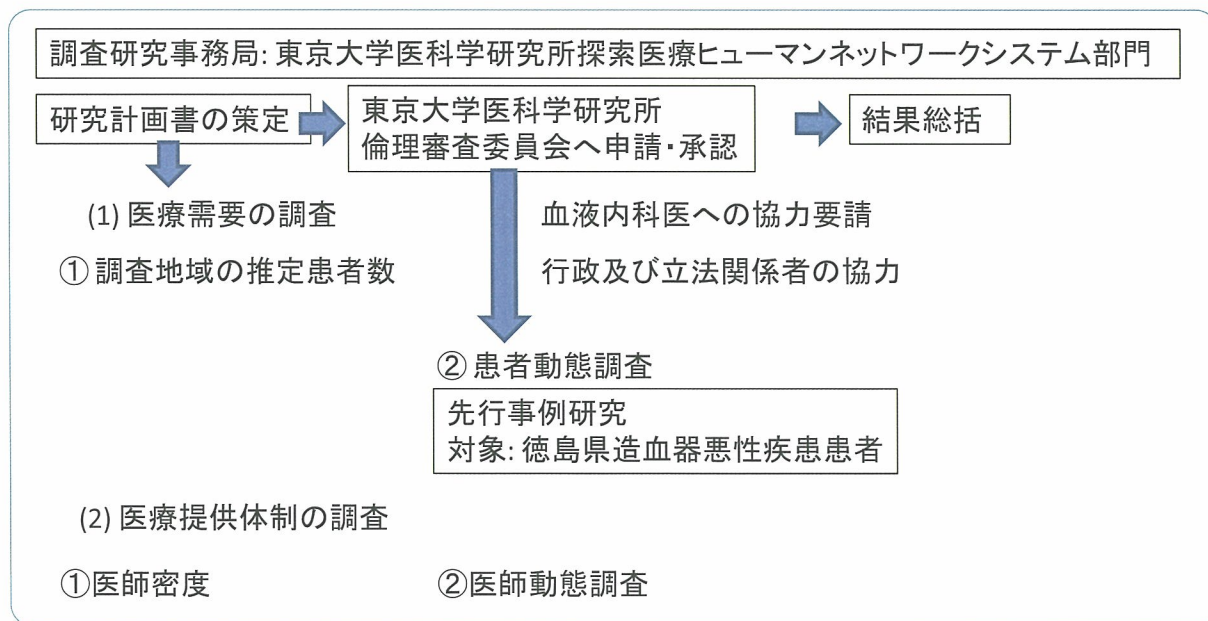 調査研究事務局: 東京大学医科学研究所探索医療ヒューマンネットワークシステム部門
研究計画書の策定
東京大学医科学研究所
倫理審査委員会へ申請・承認
結果総括
(1) 医療需要の調査
血液内科医への協力要請
① 調査地域の推定患者数
行政及び立法関係者の協力
② 患者動態調査
先行事例研究
対象: 徳島県造血器悪性疾患患者
(2) 医療提供体制の調査
①医師密度
②医師動態調査